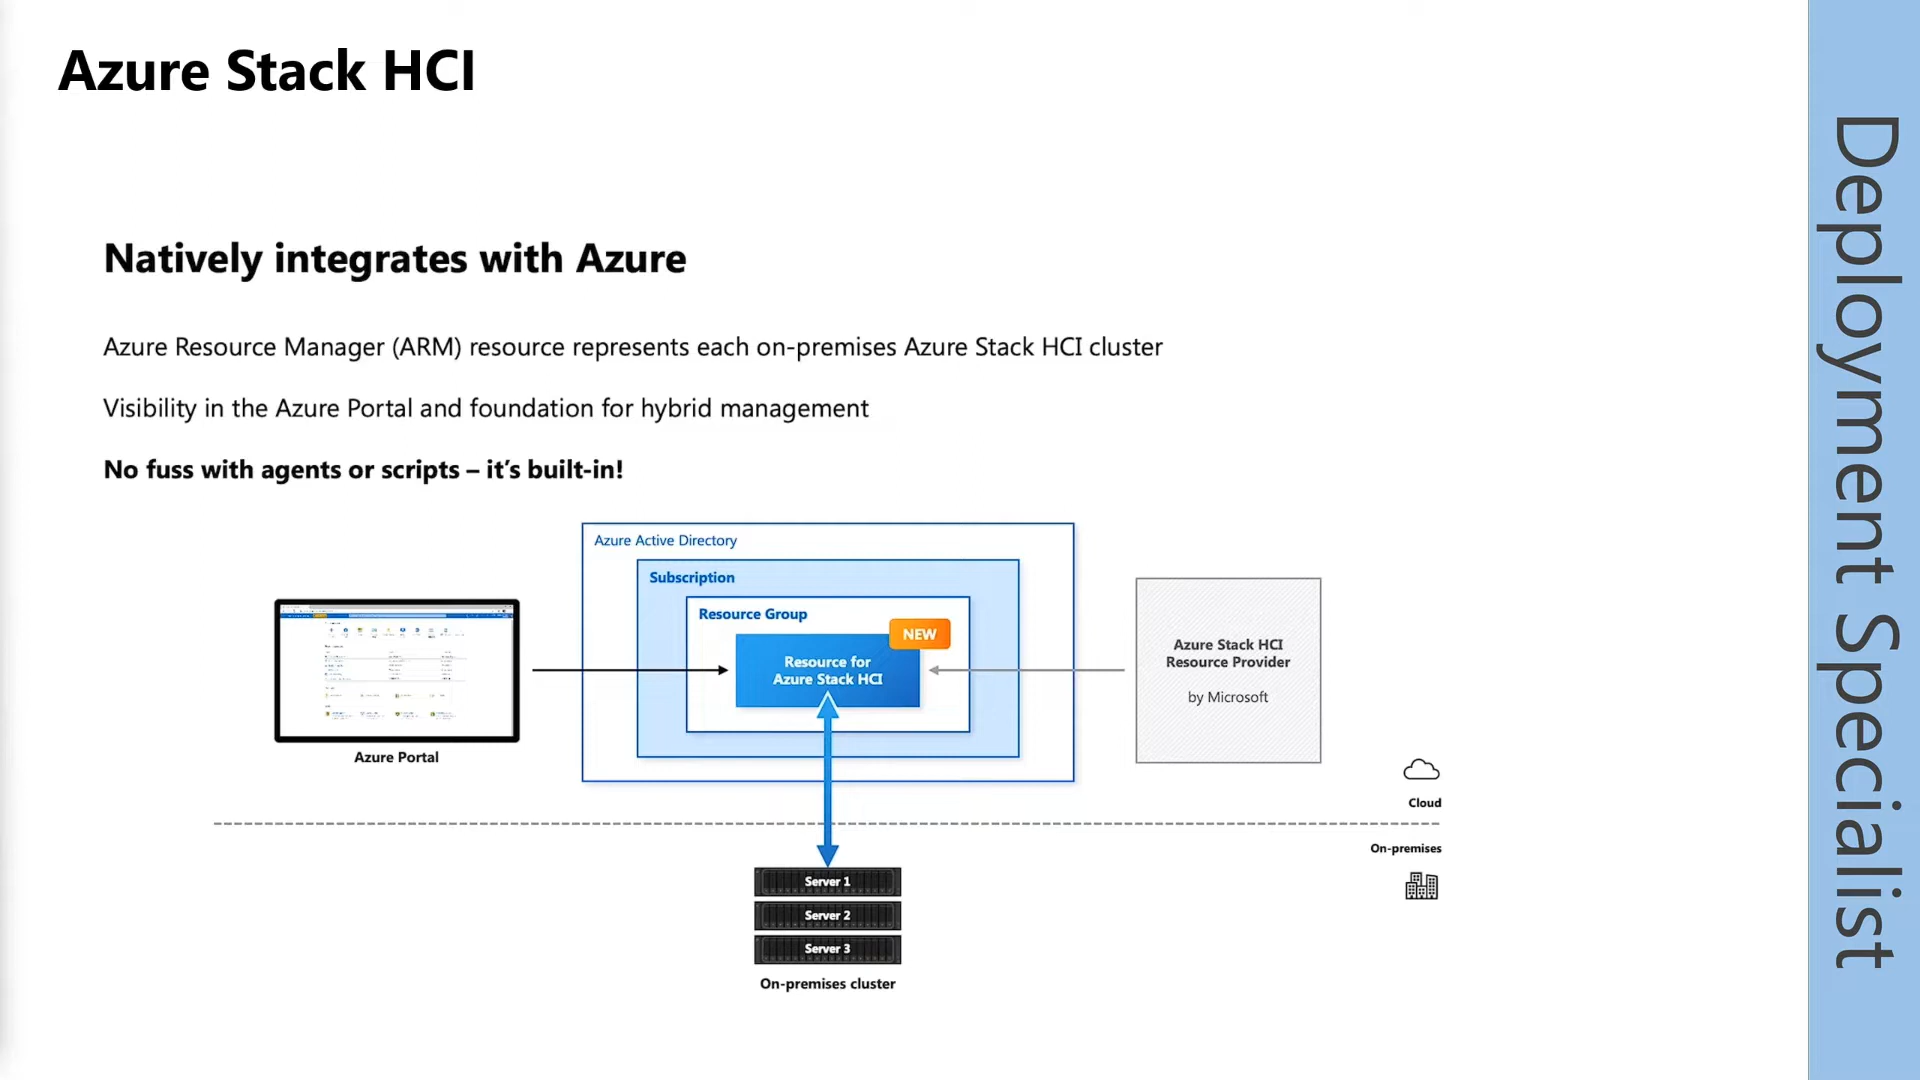 Azure Stack HCI
Natively integrates with Azure
Azure Resource Manager (ARM) resource represents each on-premises Azure Stack HCI cluster
Visibility in the Azure Portal and foundation for hybrid management
No fuss with agents or scripts – it's built-in!
Azure Active Directory
Subscription
Resource Group
NEW
Resource for
Azure Stack HCI
Azure Portal
Azure Stack HCI
Resource Provider
by Microsoft
Cloud
On-premises
Server 1
Server 2
Server 3
On-premises cluster
Deployment Specialist